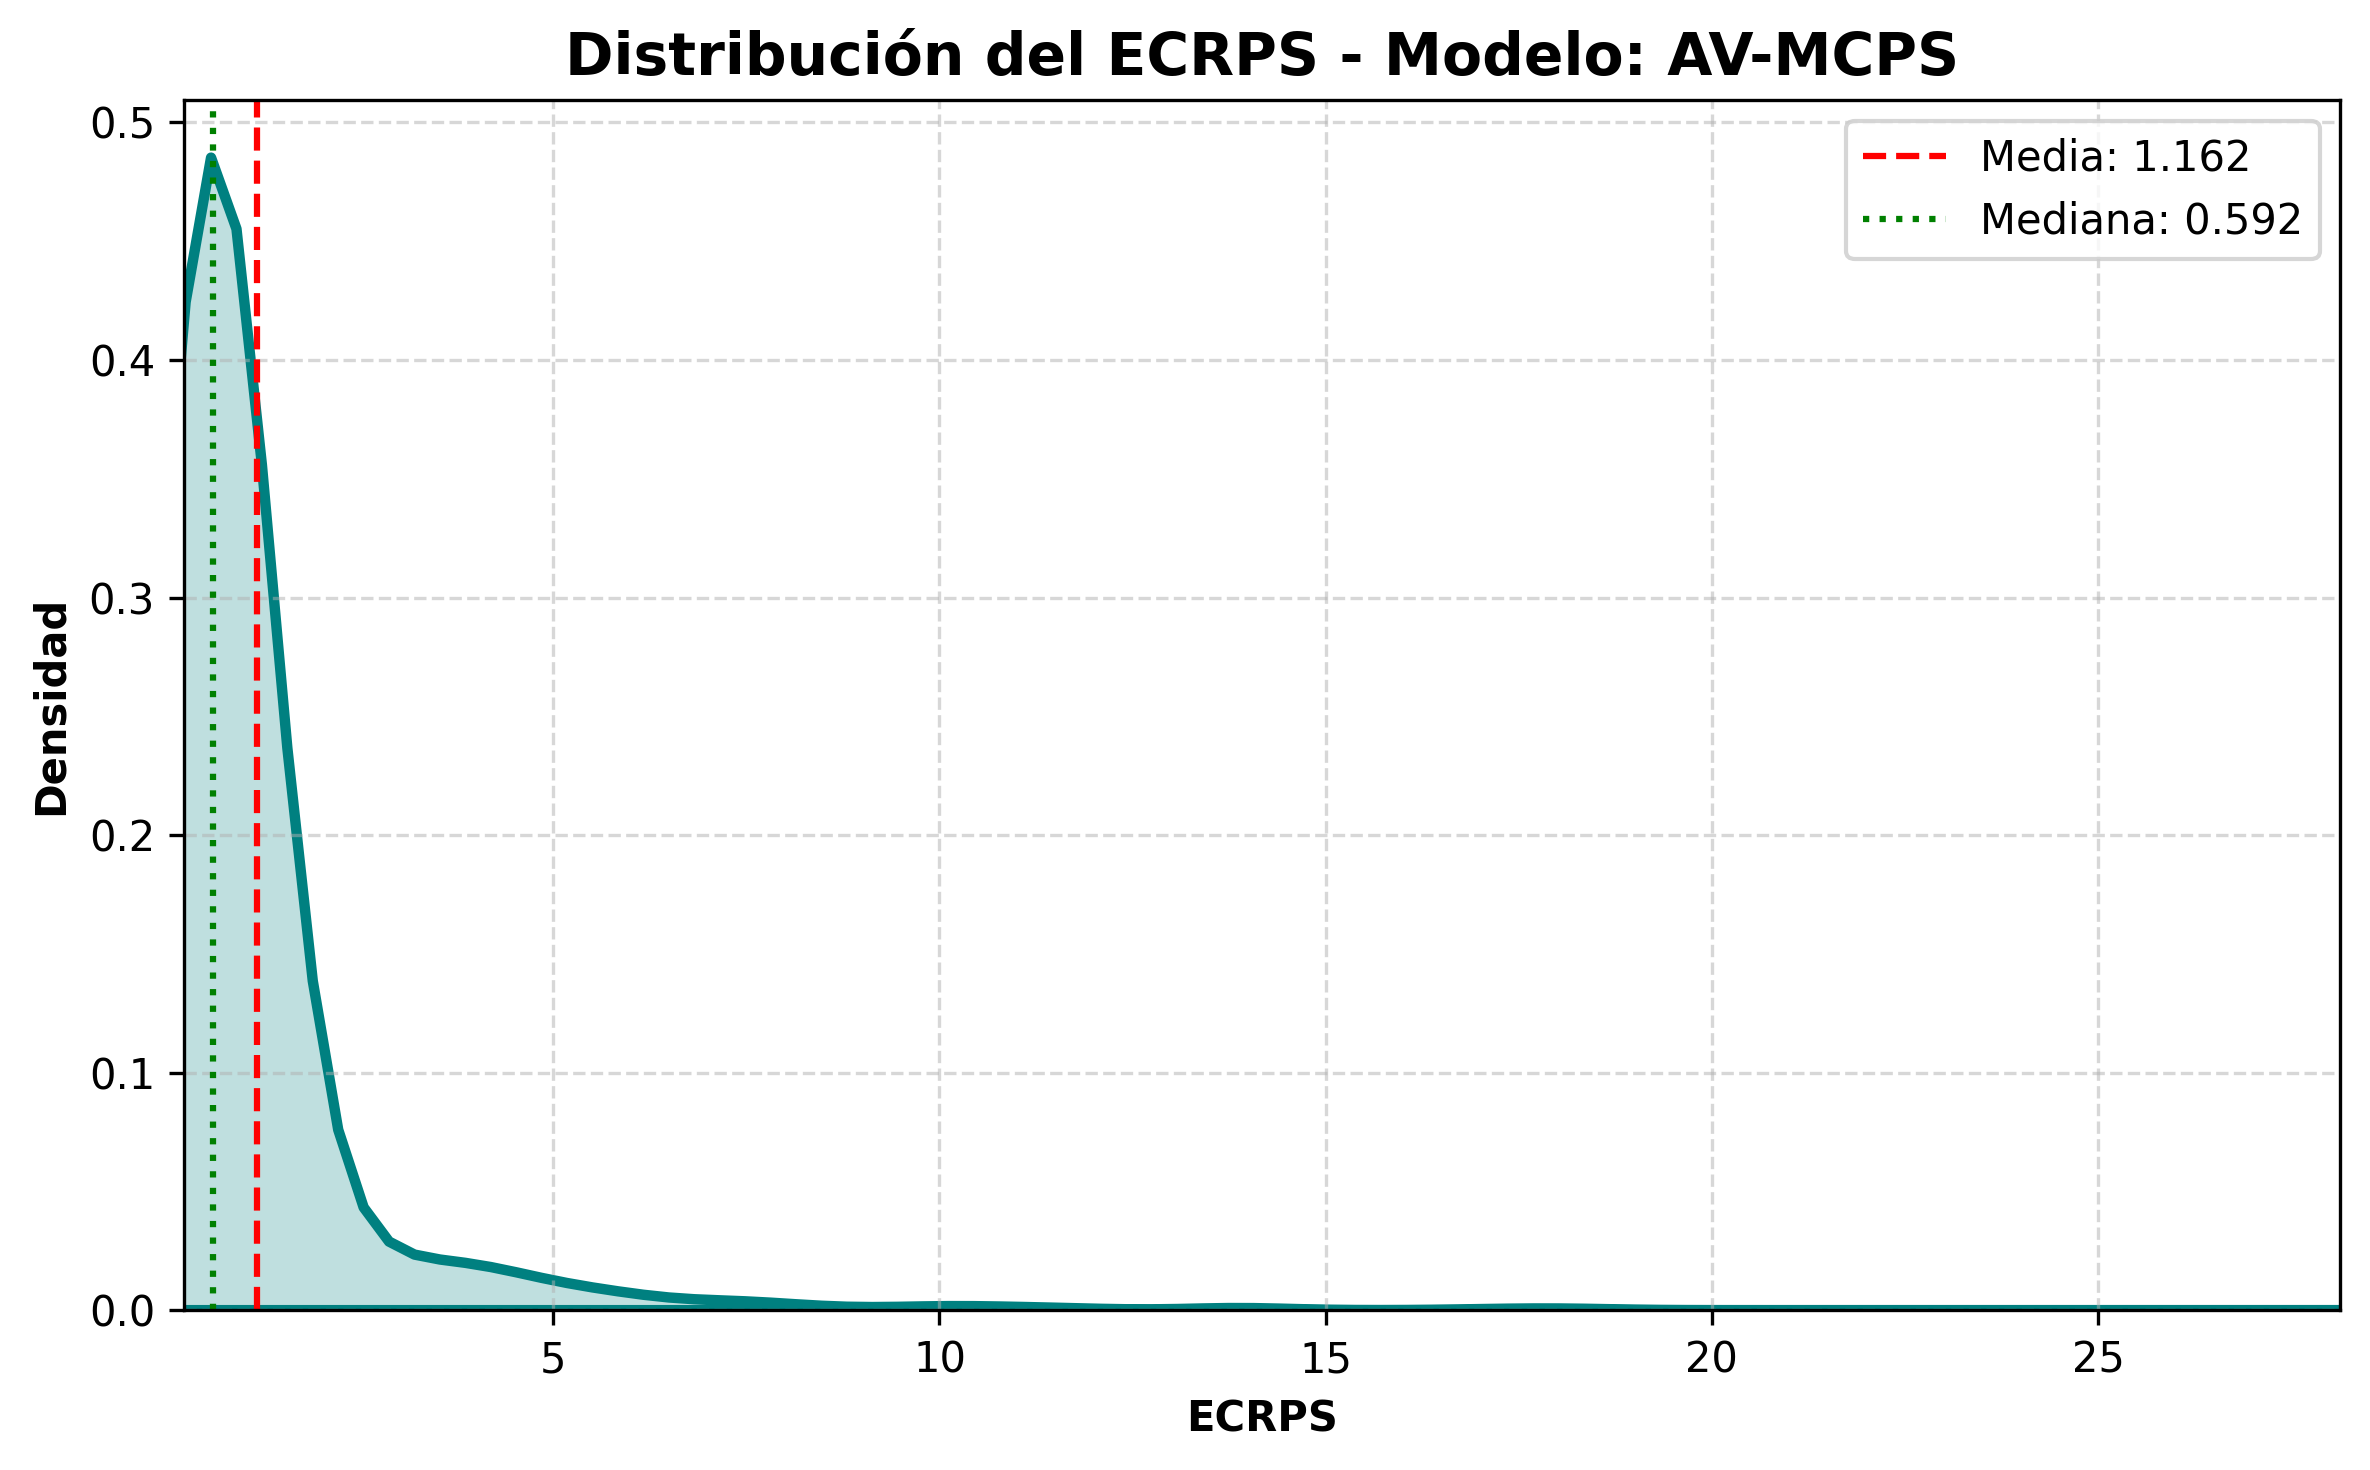 Distribución del ECRPS - Modelo: AV-MCPS
Media: 1.162
Mediana: 0.592
Densidad
0.5
0.4
0.3
0.2
0.1
0.0
5 10 15 20 25
ECRPS